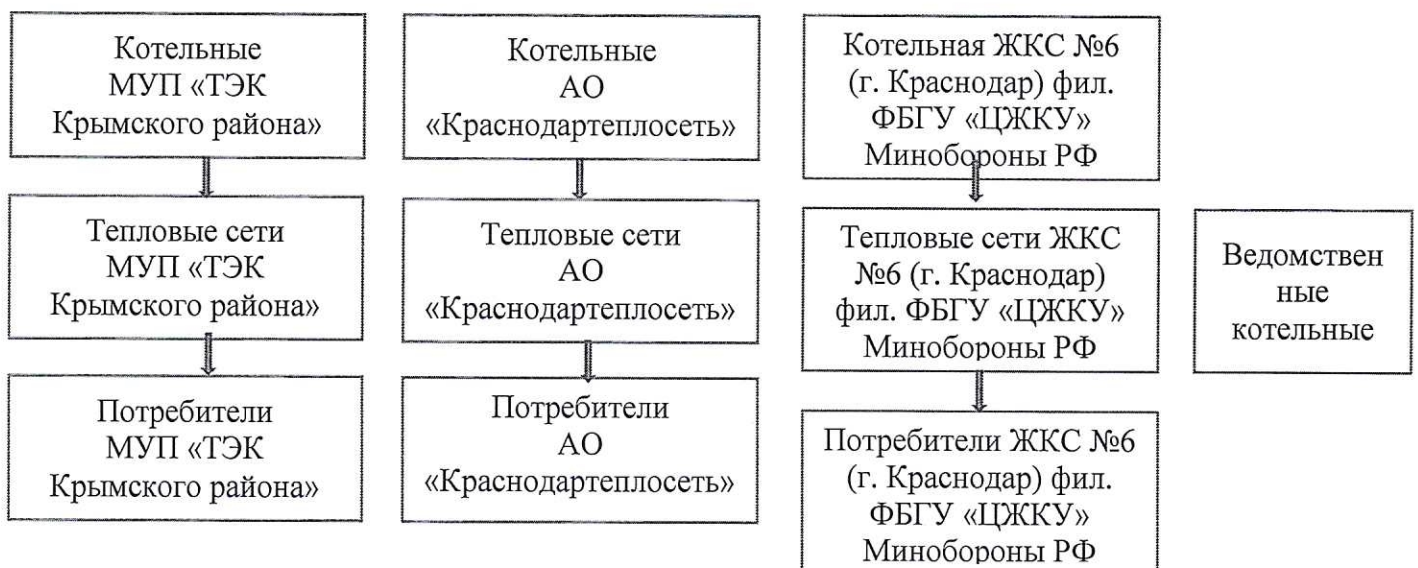 Котельные
МУП «ТЭК
Крымского района»
Тепловые сети
МУП «ТЭК
Крымского района»
Потребители
МУП «ТЭК
Крымского района»
Котельные
АО
«Краснодартеплосеть»
Тепловые сети
АО
«Краснодартеплосеть»
Потребители
АО
«Краснодартеплосеть»
Котельная ЖКС №6
(г. Краснодар) фил.
ФБГУ «ЦЖКУ»
Минобороны РФ
Тепловые сети ЖКС
№6 (г. Краснодар)
фил. ФБГУ «ЦЖКУ»
Минобороны РФ
Потребители ЖКС №6
(г. Краснодар) фил.
ФБГУ «ЦЖКУ»
Минобороны РФ
Ведомствен
ные
котельные